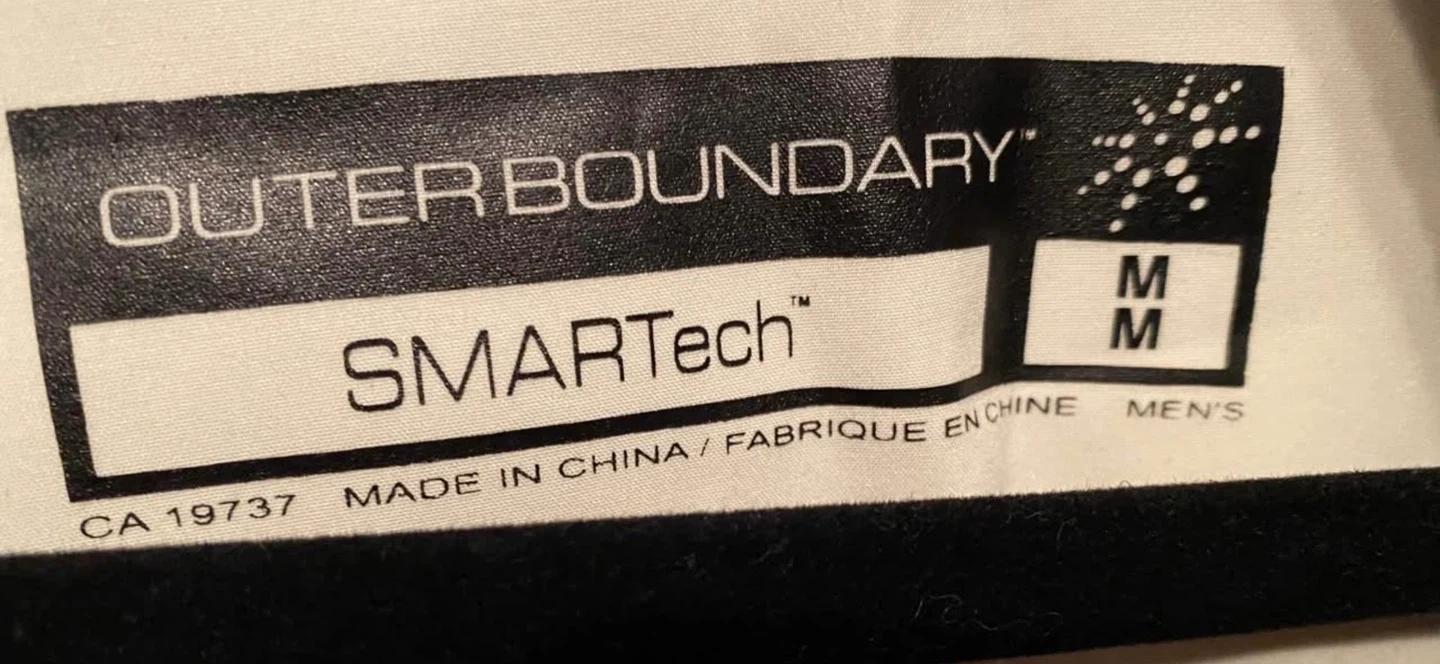 OUTER BOUNDARY™
SMARTech™
M
M
CA 19737 MADE IN CHINA / FABRIQUE EN CHINE MEN'S